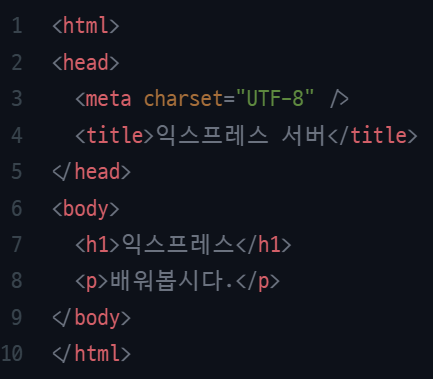 1 <html>
2 <head>
3 <meta charset="UTF-8" />
4 <title>익스프레스 서버</title>
5 </head>
6 <body>
7 <h1>익스프레스</h1>
8 <p>배워봅시다.</p>
9 </body>
10 </html>